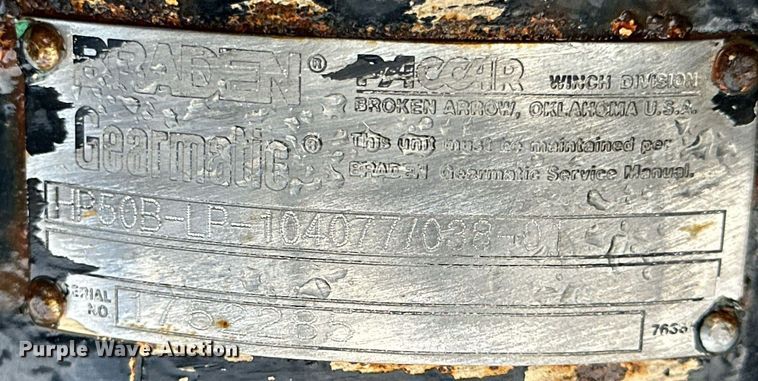 BRADEN® PACCAR WINCH DIVISION
BROKEN ARROW, OKLAHOMA U.S.A.
Gearmatic® This unit must be maintained per
BRADEN Gearmatic Service Manual.
HP50B-LP-104077/038-01
SERIAL
NO.
Purple Wave Auction